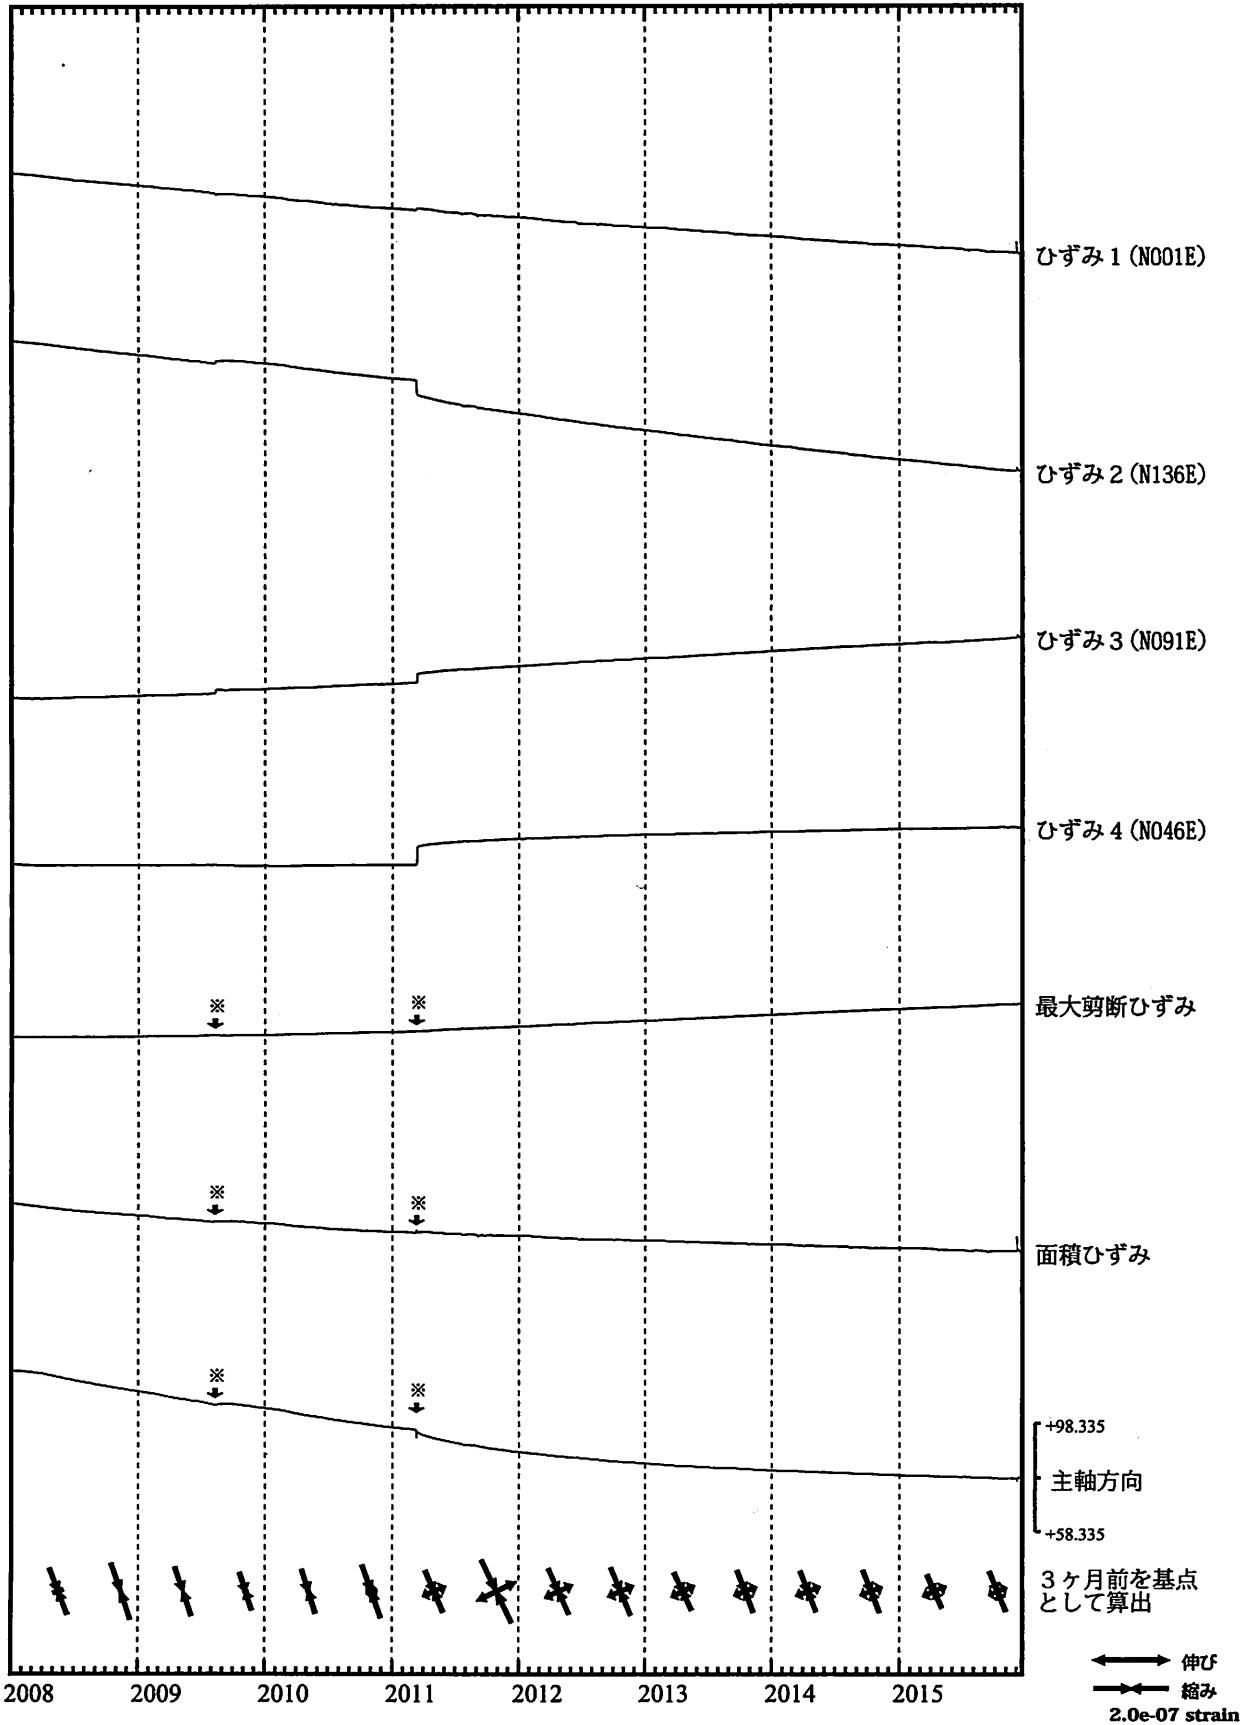 ひずみ1(N001E)
ひずみ2(N136E)
ひずみ3(N091E)
ひずみ4(N046E)
※ ※
最大剪断ひずみ
※ ※
面積ひずみ
※ ※
+98.335
主軸方向
+58.335
3ヶ月前を基点
として算出
伸び
縮み
2.0e-07 strain
2008 2009 2010 2011 2012 2013 2014 2015